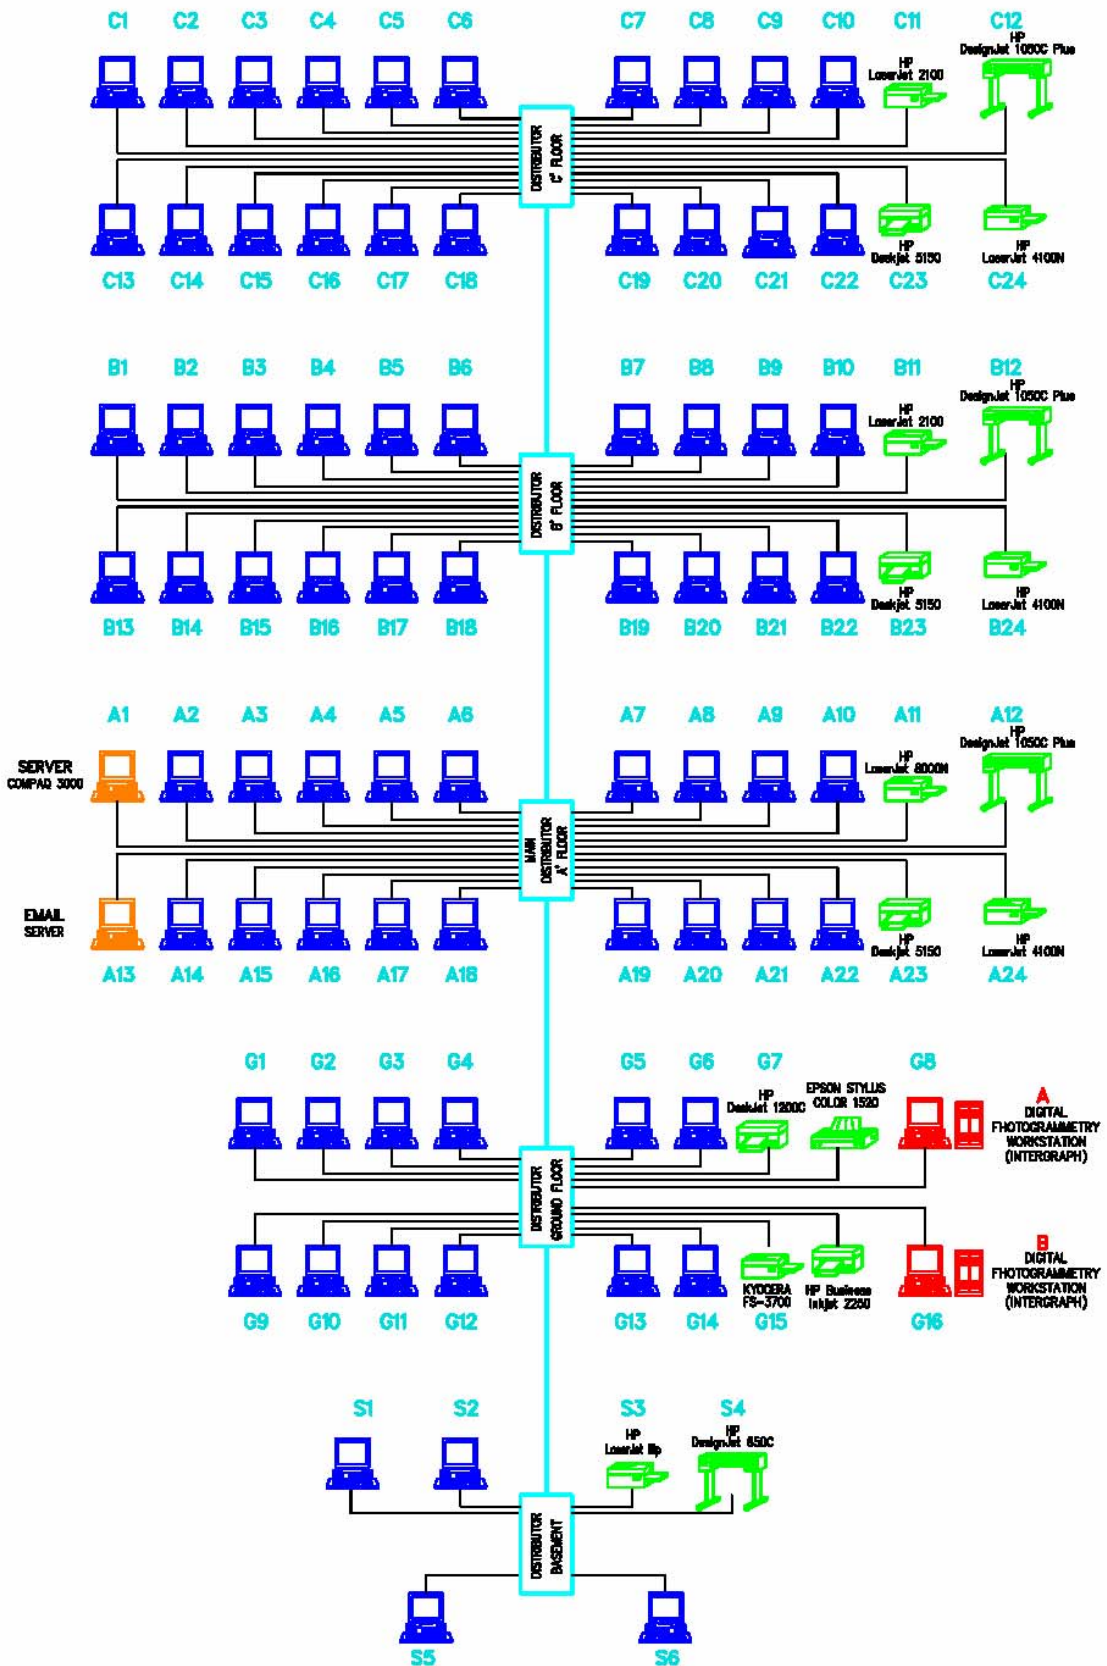 C1 C2 C3 C4 C5 C6 C7 C8 C9 C10 C11 C12
HP
DesignJet 1050C Plus
HP
LaserJet 2100
DISTRIBUTOR
'C' FLOOR
HP
Deskjet 5150
HP
LaserJet 4100N
C13 C14 C15 C16 C17 C18 C19 C20 C21 C22 C23 C24
B1 B2 B3 B4 B5 B6 B7 B8 B9 B10 B11 B12
HP
DesignJet 1050C Plus
HP
LaserJet 2100
DISTRIBUTOR
B' FLOOR
HP
Deskjet 5150
HP
LaserJet 4100N
B13 B14 B15 B16 B17 B18 B19 B20 B21 B22 B23 B24
A1 A2 A3 A4 A5 A6 A7 A8 A9 A10 A11 A12
HP
DesignJet 1050C Plus
SERVER
COMPAQ 3000
HP
LaserJet 8000N
MAIN
DISTRIBUTOR
A' FLOOR
EMAIL
SERVER
HP
Deskjet 5150
HP
LaserJet 4100N
A13 A14 A15 A16 A17 A18 A19 A20 A21 A22 A23 A24
G1 G2 G3 G4 G5 G6 G7 G8
HP
DeskJet 1200C
EPSON STYLUS
COLOR 1520
A
DIGITAL
FHOTOGRAMMETRY
WORKSTATION
(INTERGRAPH)
DISTRIBUTOR
GROUND FLOOR
B
DIGITAL
FHOTOGRAMMETRY
WORKSTATION
(INTERGRAPH)
KYOCERA
FS-3700
HP Business
Inkjet 2250
G9 G10 G11 G12 G13 G14 G15 G16
S1 S2 S3 S4
HP
LaserJet IIIp
HP
DesignJet 650C
DISTRIBUTOR
BASEMENT
S5 S6